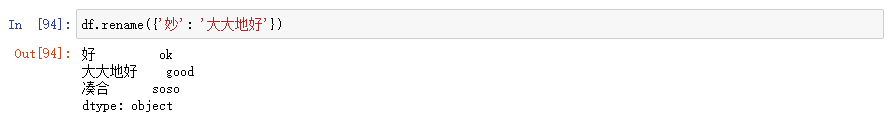 In [94]: df.rename({'妙': '大大地好'})
Out[94]: 好 ok
大大地好 good
凑合 soso
dtype: object